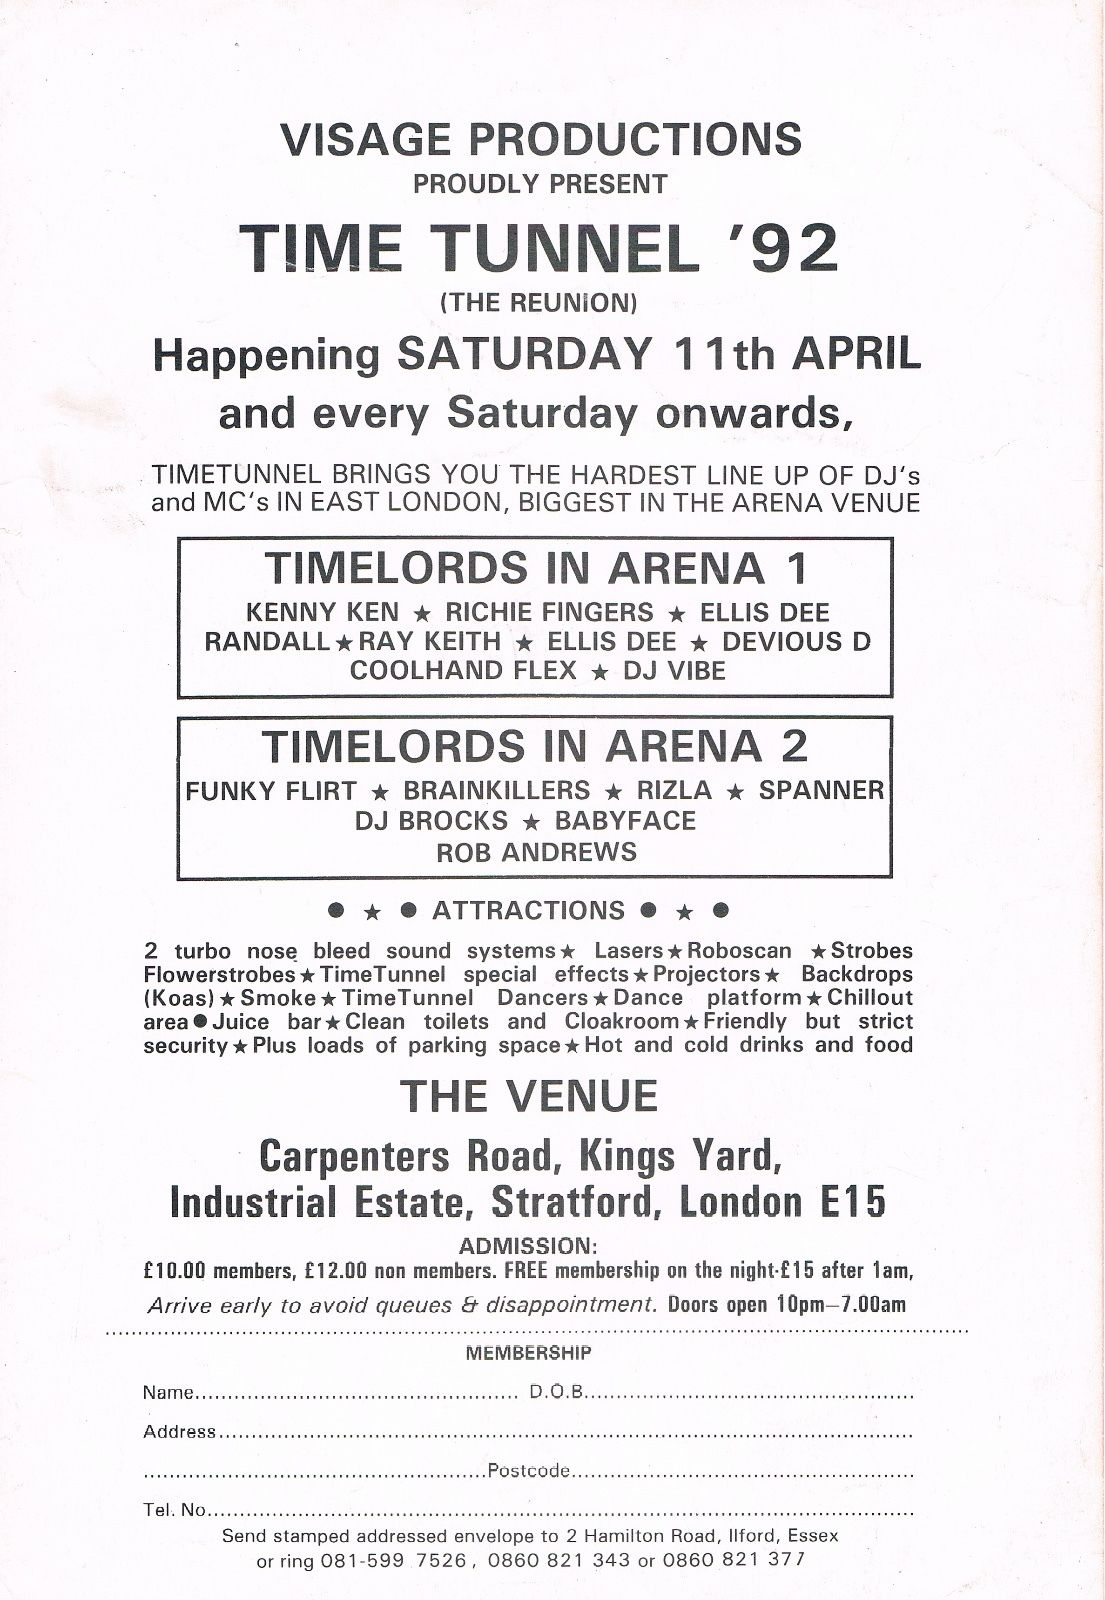 VISAGE PRODUCTIONS
PROUDLY PRESENT
TIME TUNNEL '92
(THE REUNION)
Happening SATURDAY 11th APRIL
and every Saturday onwards,
TIMETUNNEL BRINGS YOU THE HARDEST LINE UP OF DJ's
and MC's IN EAST LONDON, BIGGEST IN THE ARENA VENUE
TIMELORDS IN ARENA 1
KENNY KEN ★ RICHIE FINGERS ★ ELLIS DEE
RANDALL ★ RAY KEITH ★ ELLIS DEE ★ DEVIOUS D
COOLHAND FLEX ★ DJ VIBE
TIMELORDS IN ARENA 2
FUNKY FLIRT ★ BRAINKILLERS ★ RIZLA ★ SPANNER
DJ BROCKS ★ BABYFACE
ROB ANDREWS
● ★ ● ATTRACTIONS ● ★ ●
2 turbo nose bleed sound systems ★ Lasers ★ Roboscan ★ Strobes
Flowerstrobes ★ TimeTunnel special effects ★ Projectors ★ Backdrops
(Koas) ★ Smoke ★ TimeTunnel Dancers ★ Dance platform ★ Chillout
area ● Juice bar ★ Clean toilets and Cloakroom ★ Friendly but strict
security ★ Plus loads of parking space ★ Hot and cold drinks and food
THE VENUE
Carpenters Road, Kings Yard,
Industrial Estate, Stratford, London E15
ADMISSION:
£10.00 members, £12.00 non members. FREE membership on the night·£15 after 1am,
Arrive early to avoid queues & disappointment. Doors open 10pm–7.00am
MEMBERSHIP
Name.................................................. D.O.B..................................................
Address..................................................
..................................................Postcode..................................................
Tel. No..................................................
Send stamped addressed envelope to 2 Hamilton Road, Ilford, Essex
or ring 081-599 7526, 0860 821 343 or 0860 821 377